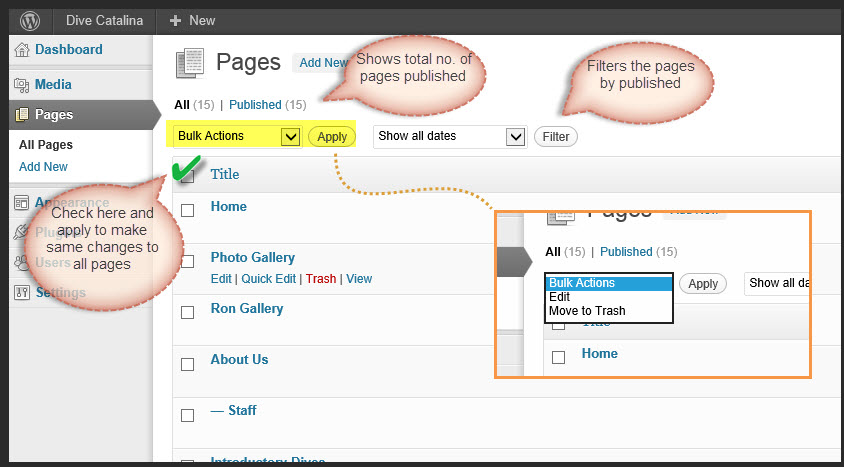 Dive Catalina + New
Dashboard
Media
Pages
All Pages
Add New
Appearance
Plugins
Users
Settings
Pages Add New
All (15) | Published (15)
Bulk Actions Apply Show all dates Filter
Title
Home
Photo Gallery
Edit | Quick Edit | Trash | View
Ron Gallery
About Us
— Staff
Introductory Dives
Shows total no. of
pages published
Filters the pages
by published
Check here and
apply to make
same changes to
all pages
Pages Add New
All (15) | Published (15)
Bulk Actions Apply Show all da
Edit
Move to Trash
Title
Home